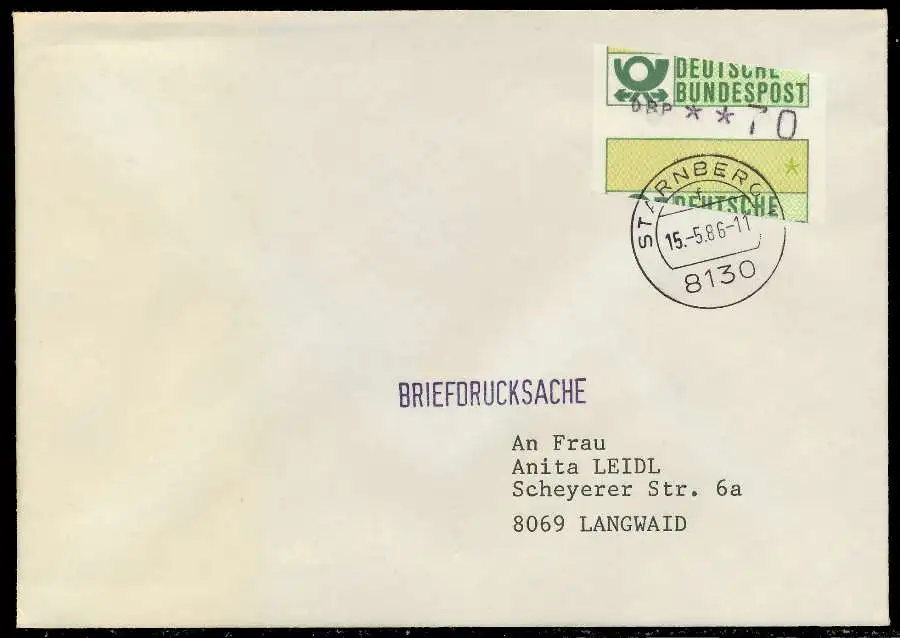 DEUTSCHE
BUNDESPOST
DBP **70
*
DEUTSCHE
STARNBERG
15.-5.86-11
8130
BRIEFDRUCKSACHE
An Frau
Anita LEIDL
Scheyerer Str. 6a
8069 LANGWAID